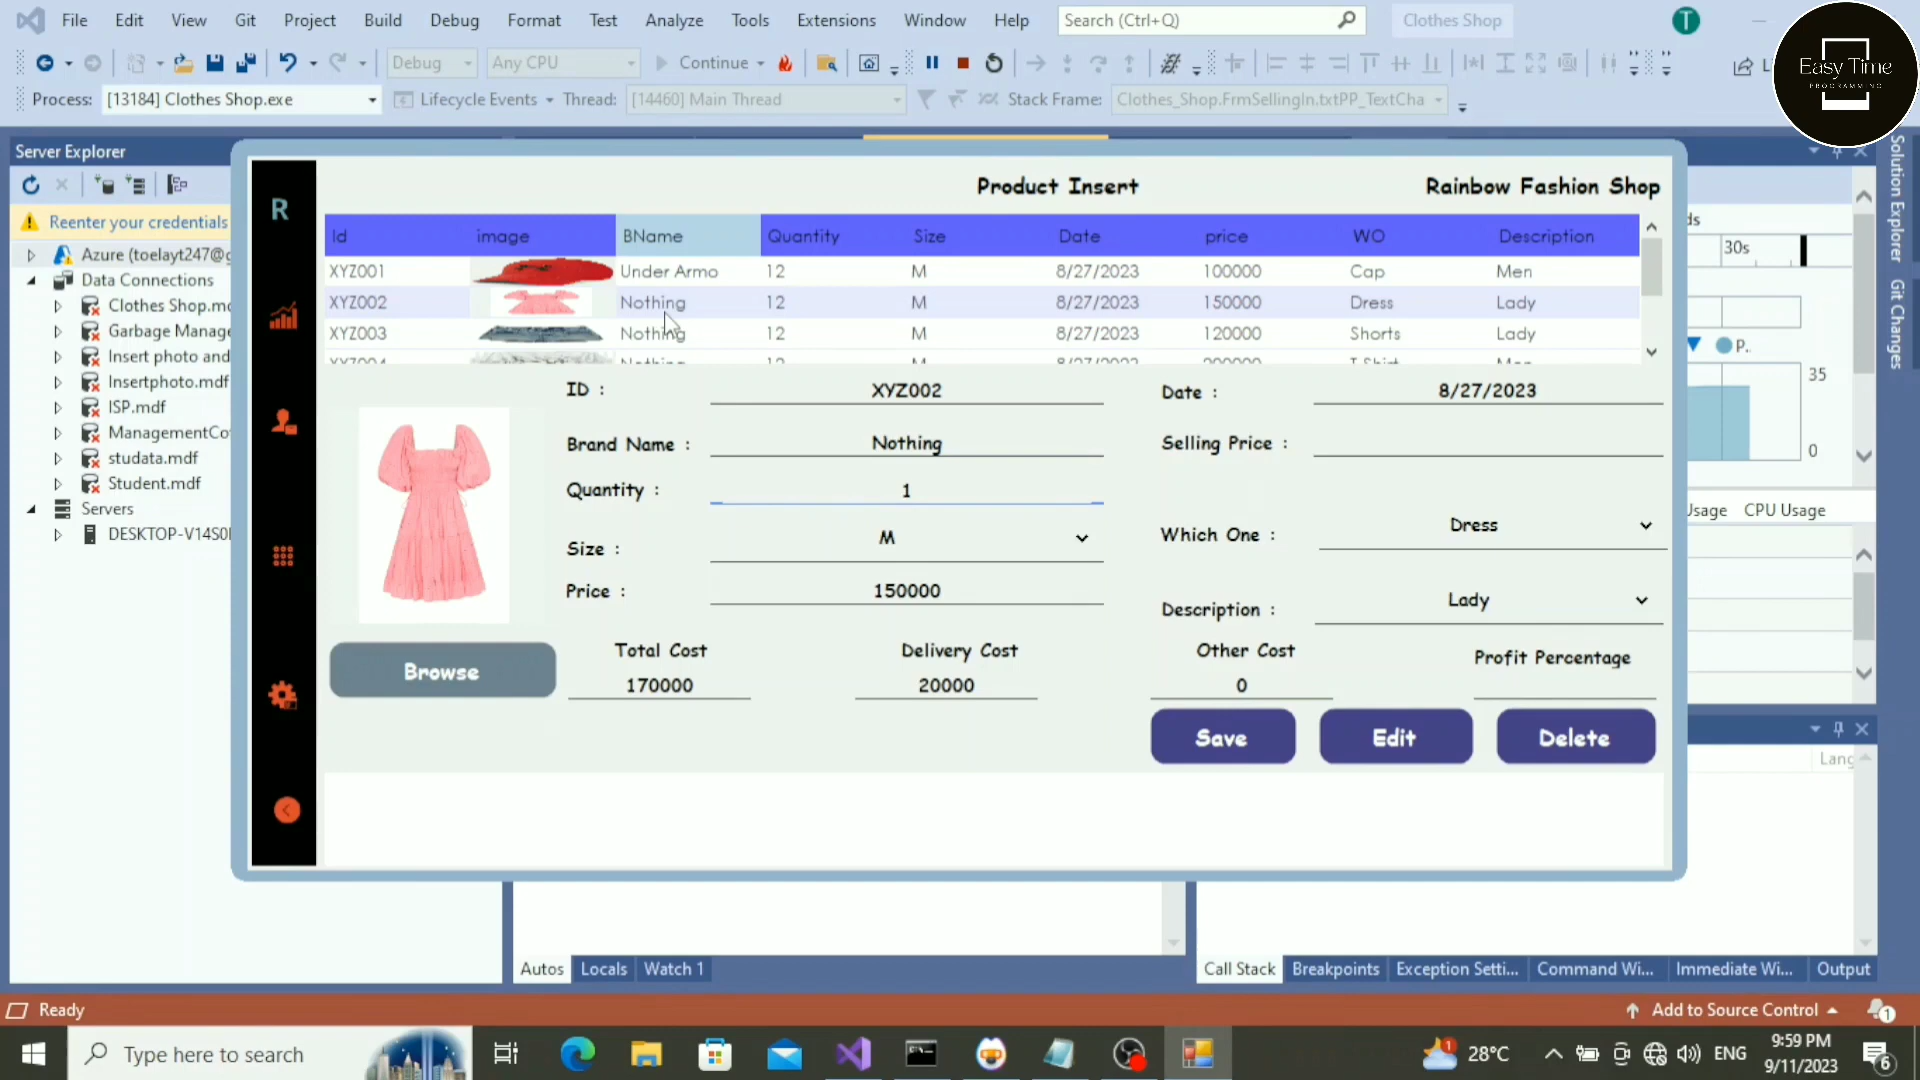 File Edit View Git Project Build Debug Format Test Analyze Tools Extensions Window Help Search (Ctrl+Q) Clothes Shop T
Debug Any CPU Continue
Process: [13184] Clothes Shop.exe Lifecycle Events Thread: [14460] Main Thread Stack Frame: Clothes_Shop.FrmSellingIn.txtPP_TextCha
Easy Time
PROGRAMMING
Server Explorer
Reenter your credentials
Azure (toelayt247@g
Data Connections
Clothes Shop.md
Garbage Manage
Insert photo and
Insertphoto.mdf
ISP.mdf
ManagementCo
studata.mdf
Student.mdf
Servers
DESKTOP-V14S0
R
Product Insert
Rainbow Fashion Shop
Id image BName Quantity Size Date price WO Description
XYZ001 Under Armo 12 M 8/27/2023 100000 Cap Men
XYZ002 Nothing 12 M 8/27/2023 150000 Dress Lady
XYZ003 Nothing 12 M 8/27/2023 120000 Shorts Lady
ID : XYZ002
Date : 8/27/2023
Brand Name : Nothing
Selling Price :
Quantity : 1
Size : M
Which One : Dress
Price : 150000
Description : Lady
Browse
Total Cost Delivery Cost Other Cost Profit Percentage
170000 20000 0
Save Edit Delete
ds
30s
P..
35
0
Usage CPU Usage
Lang
Solution Explorer
Git Changes
Autos Locals Watch 1
Call Stack Breakpoints Exception Setti... Command Wi... Immediate Wi... Output
Ready
Add to Source Control 1
Type here to search
1 28°C ENG
9:59 PM
9/11/2023
6